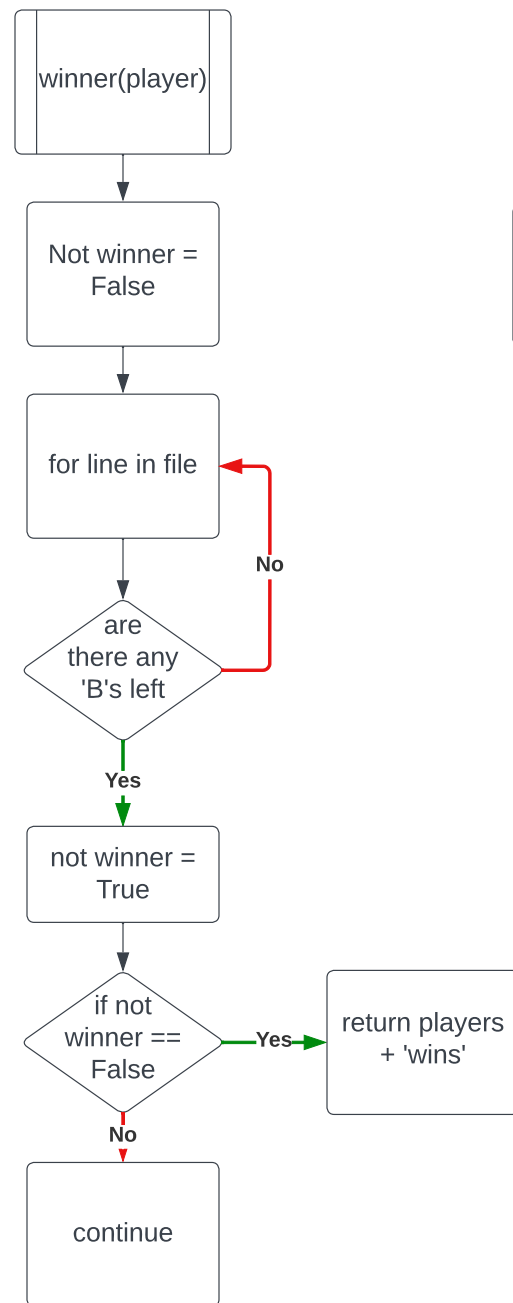 winner(player)
Not winner =
False
for line in file
No
are
there any
'B's left
Yes
not winner =
True
if not
winner ==
False
Yes
return players
+ 'wins'
No
continue